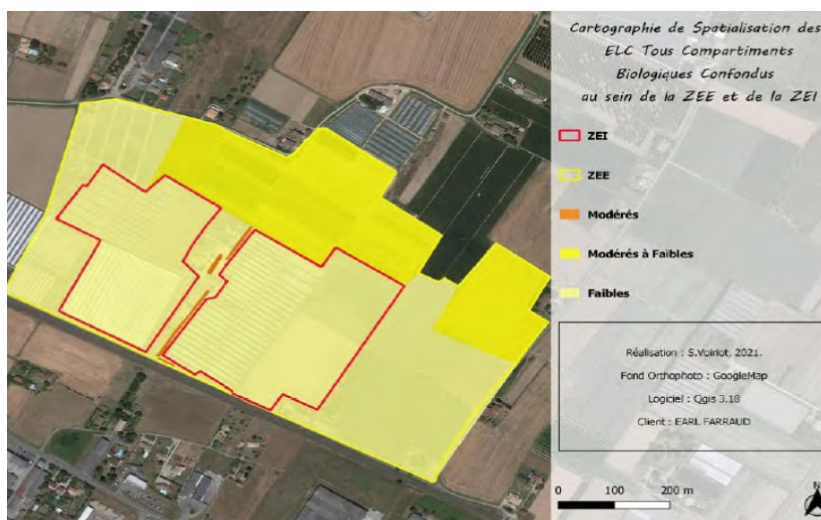 Cartographie de Spatialisation des
ELC Tous Compartiments
Biologiques Confondus
au sein de la ZEE et de la ZEI
ZEI
ZEE
Modérés
Modérés à Faibles
Faibles
Réalisation : S.Voiriot, 2021.
Fond Orthophoto : GoogleMap
Logiciel : Qgis 3.18
Client : EARL FARRAUD
0 100 200 m
N